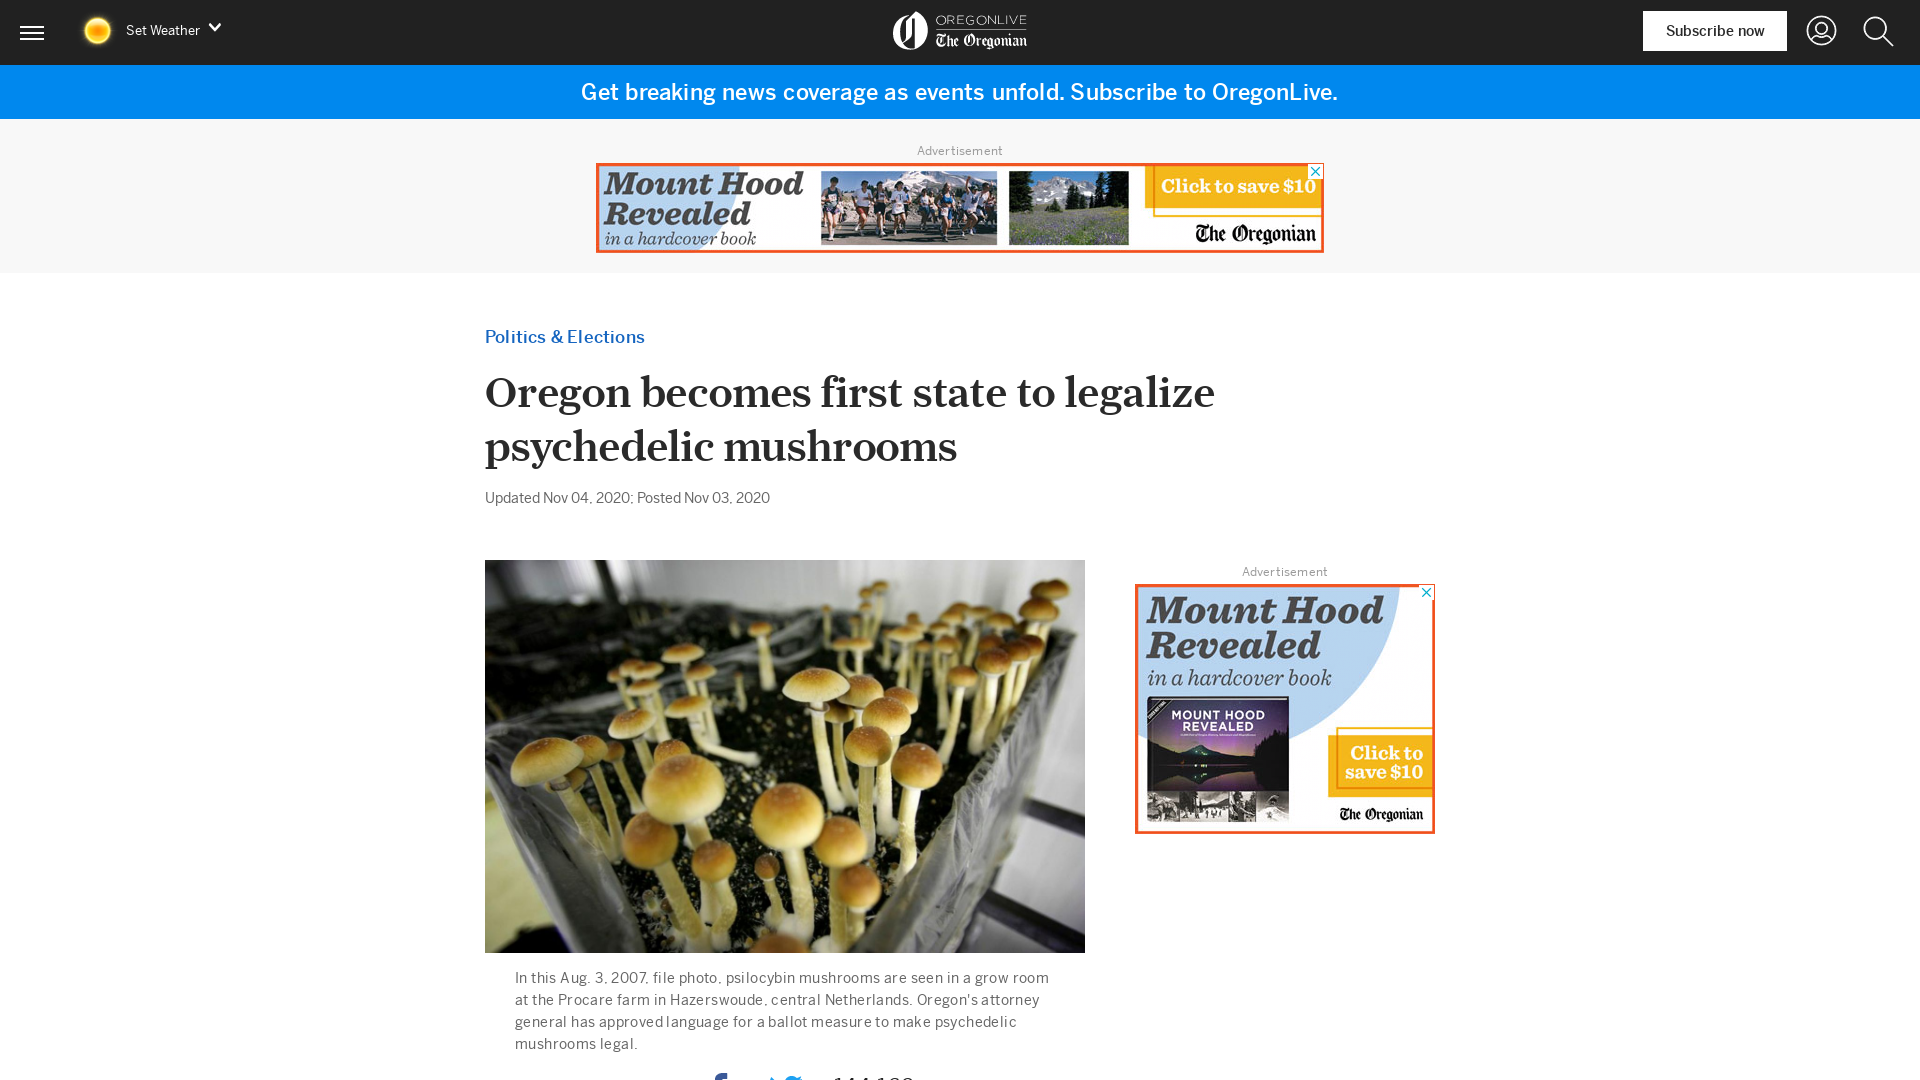 Set Weather
OREGONLIVE
The Oregonian
Subscribe now
Get breaking news coverage as events unfold. Subscribe to OregonLive.
Advertisement
Mount Hood
Revealed
in a hardcover book
Click to save $10
The Oregonian
Politics & Elections
Oregon becomes first state to legalize
psychedelic mushrooms
Updated Nov 04, 2020; Posted Nov 03, 2020
Advertisement
Mount Hood
Revealed
in a hardcover book
MOUNT HOOD
REVEALED
Click to
save $10
The Oregonian
In this Aug. 3, 2007, file photo, psilocybin mushrooms are seen in a grow room
at the Procare farm in Hazerswoude, central Netherlands. Oregon's attorney
general has approved language for a ballot measure to make psychedelic
mushrooms legal.